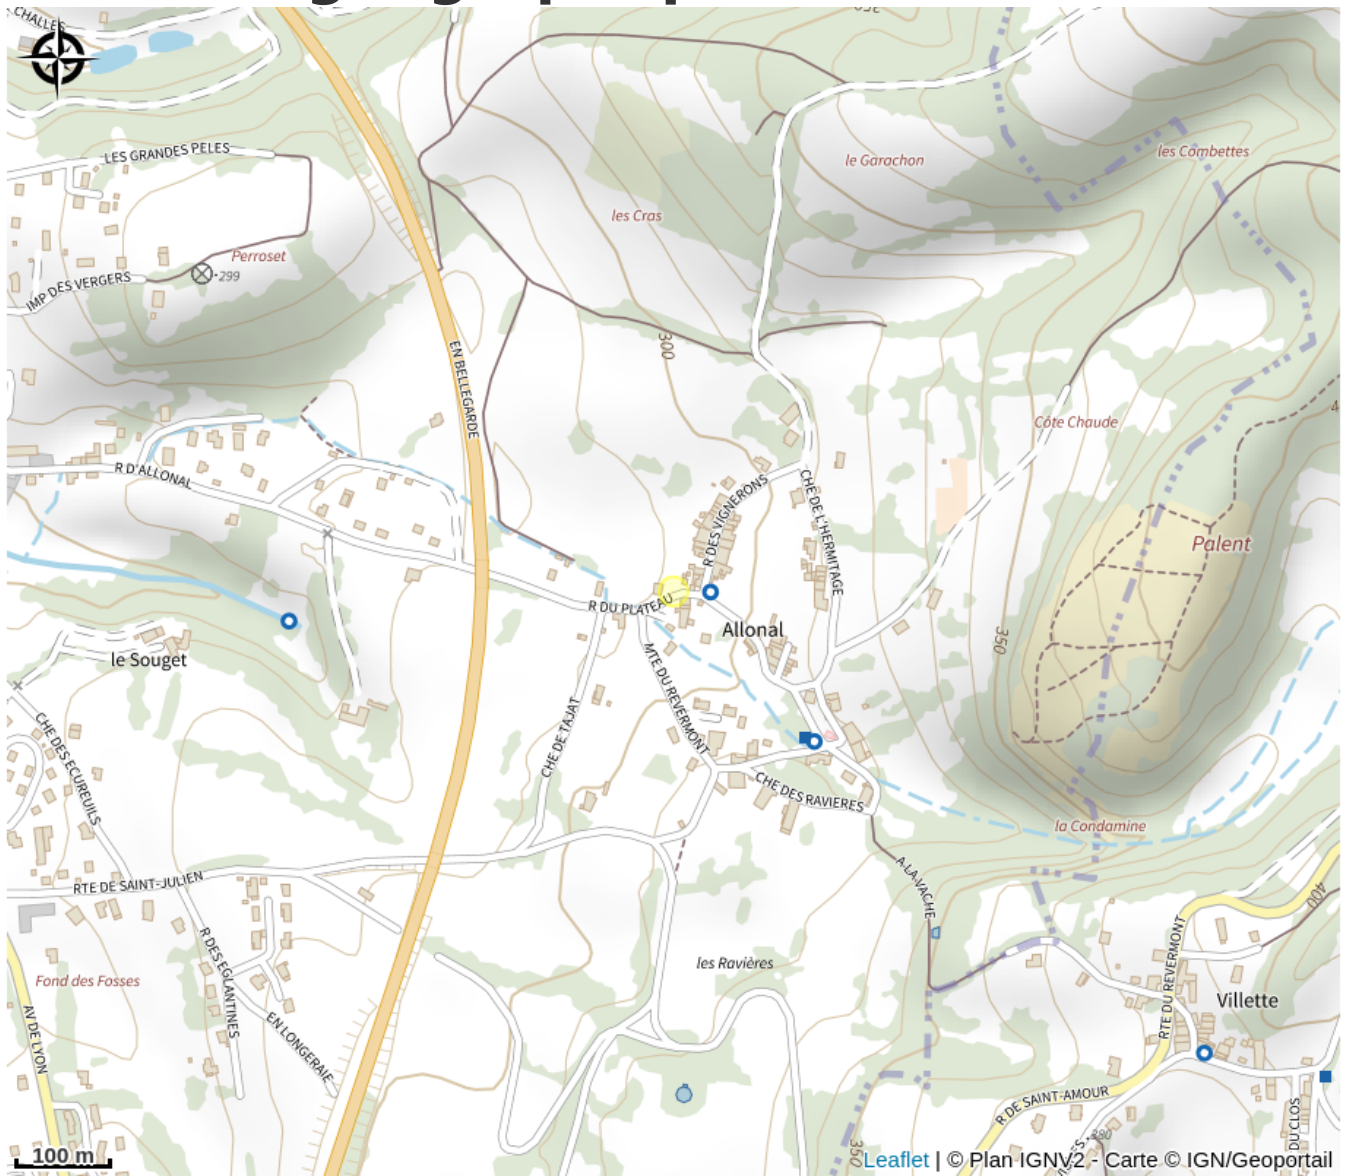 CHALLES
LES GRANDES PELES
le Garachon
les Combettes
les Cras
Perroset
299
IMP DES VERGERS
300
EN BELLEGARDE
Côte Chaude
R D'ALLONAL
R DES VIGNERONS
CHE DE L'HERMITAGE
Palent
R DU PLATEAU
Allonal
350
le Souget
MTE DU REVERMONT
CHE DE TAJAT
CHE DES ECUREUILS
CHE DES RAVIERES
la Condamine
A LA VACHE
RTE DE SAINT-JULIEN
400
R DES EGLANTINES
RTE DU REVERMONT
les Ravières
Fond des Fosses
Villette
AV DE LYON
EN LONGERAIE
R DE SAINT-AMOUR
DU CLOS
380
350
100 m
Leaflet | © Plan IGNV2 - Carte © IGN/Geoportail